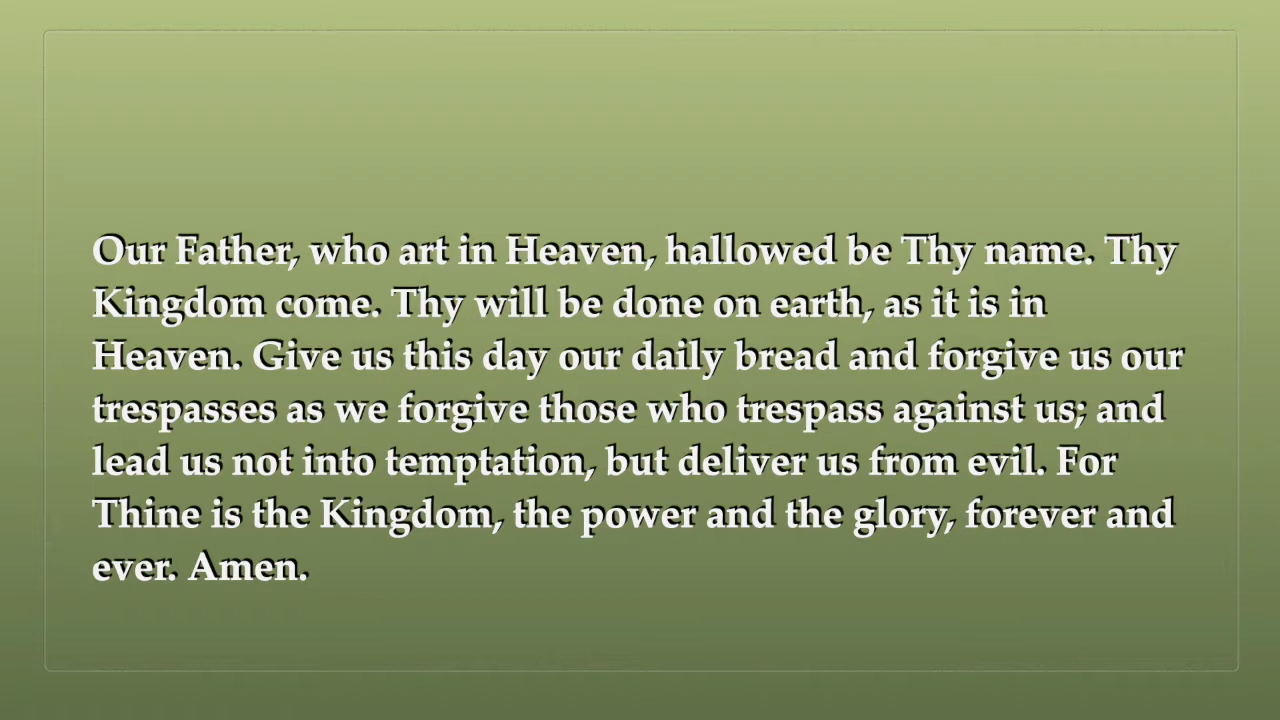 Our Father, who art in Heaven, hallowed be Thy name. Thy
Kingdom come. Thy will be done on earth, as it is in
Heaven. Give us this day our daily bread and forgive us our
trespasses as we forgive those who trespass against us; and
lead us not into temptation, but deliver us from evil. For
Thine is the Kingdom, the power and the glory, forever and
ever. Amen.